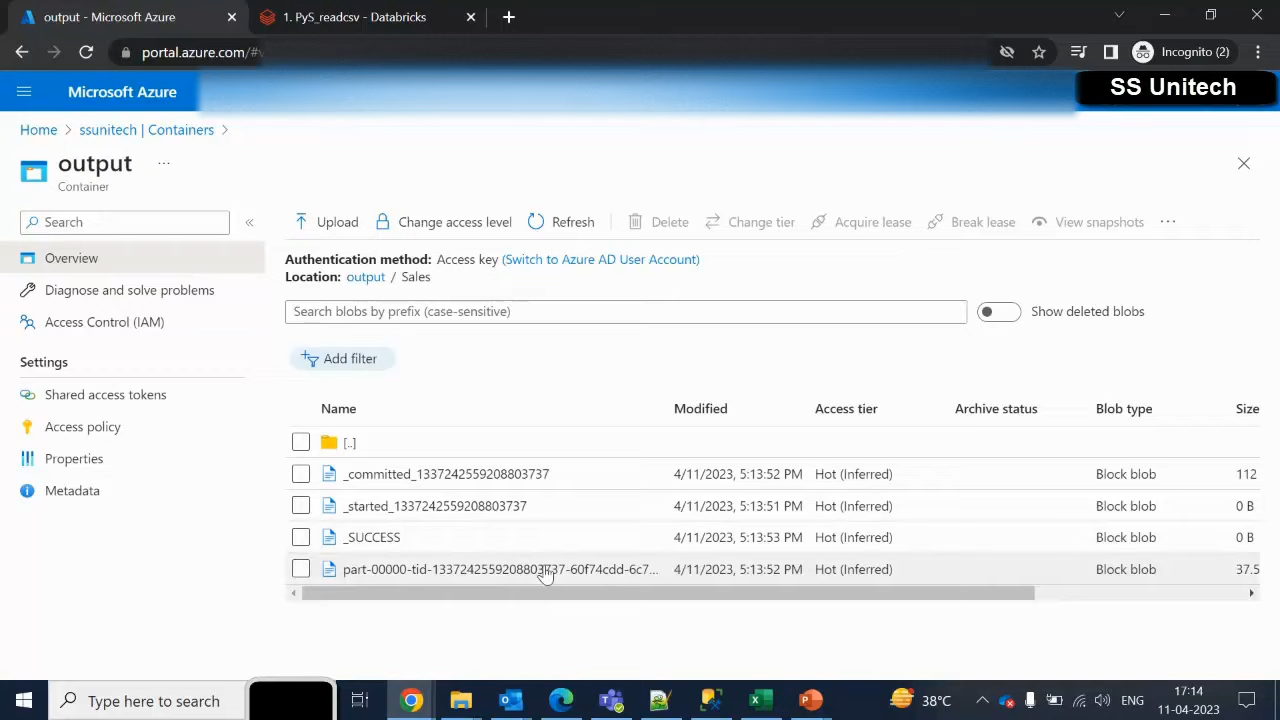 output - Microsoft Azure
1. PyS_readcsv - Databricks
portal.azure.com/#
Incognito (2)
Microsoft Azure
SS Unitech
Home > ssunitech | Containers >
output ...
Container
Search
Upload
Change access level
Refresh
Delete
Change tier
Acquire lease
Break lease
View snapshots
...
Overview
Diagnose and solve problems
Access Control (IAM)
Settings
Shared access tokens
Access policy
Properties
Metadata
Authentication method: Access key (Switch to Azure AD User Account)
Location: output / Sales
Search blobs by prefix (case-sensitive)
Show deleted blobs
Add filter
Name Modified Access tier Archive status Blob type Size
[..]
_committed_1337242559208803737 4/11/2023, 5:13:52 PM Hot (Inferred) Block blob 112
_started_1337242559208803737 4/11/2023, 5:13:51 PM Hot (Inferred) Block blob 0 B
_SUCCESS 4/11/2023, 5:13:53 PM Hot (Inferred) Block blob 0 B
part-00000-tid-1337242559208803737-60f74cdd-6c7... 4/11/2023, 5:13:52 PM Hot (Inferred) Block blob 37.5
Type here to search
38°C
ENG
17:14
11-04-2023